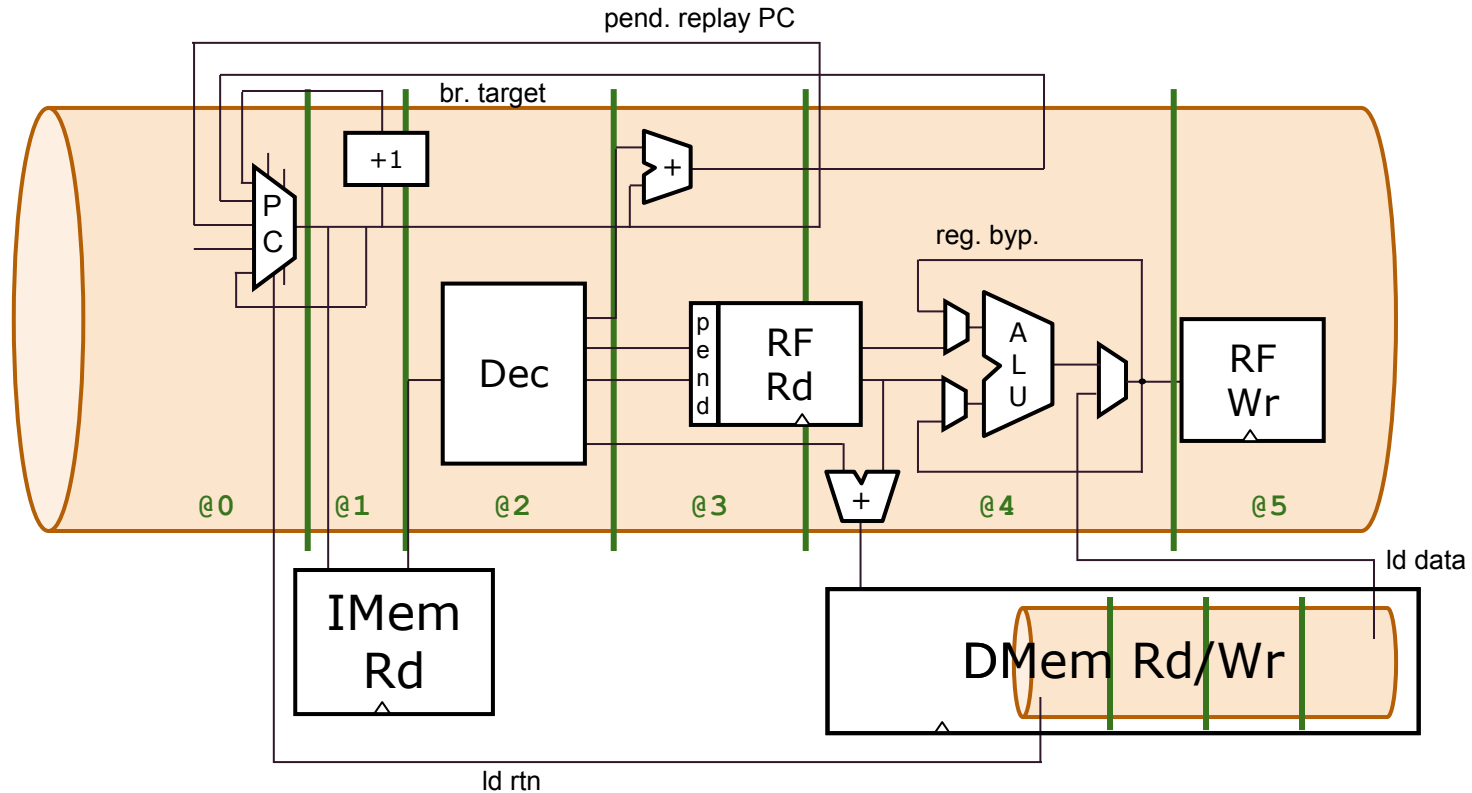 pend. replay PC
br. target
+1
+
P
C
reg. byp.
Dec
p
e
n
d
RF
Rd
A
L
U
RF
Wr
@0
@1
@2
@3
+
@4
@5
ld data
IMem
Rd
DMem Rd/Wr
ld rtn